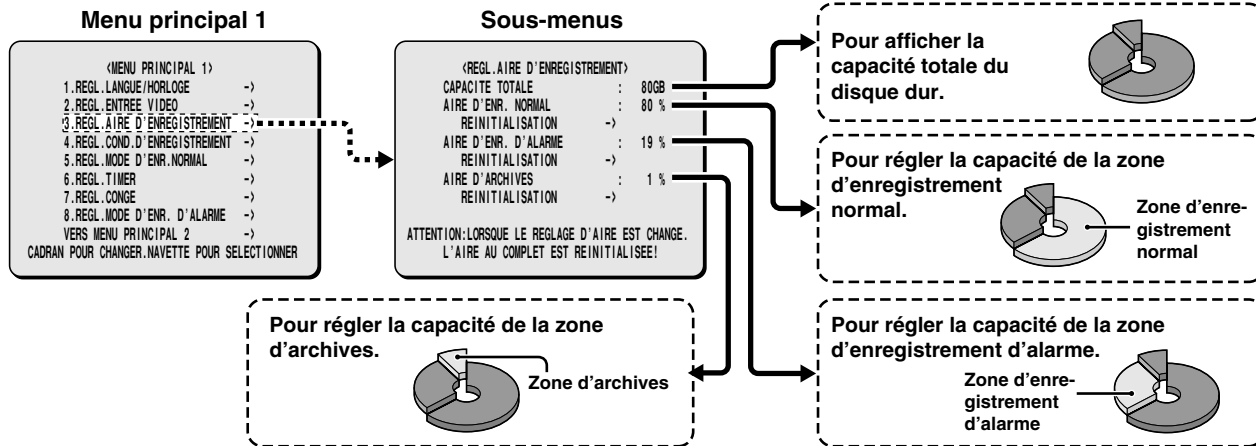 Menu principal 1
<MENU PRINCIPAL 1>
1.REGL.LANGUE/HORLOGE ->
2.REGL.ENTREE VIDEO ->
3.REGL.AIRE D'ENREGISTREMENT ->
4.REGL.COND.D'ENREGISTREMENT ->
5.REGL.MODE D'ENR.NORMAL ->
6.REGL.TIMER ->
7.REGL.CONGE ->
8.REGL.MODE D'ENR. D'ALARME ->
VERS MENU PRINCIPAL 2 ->
CADRAN POUR CHANGER.NAVETTE POUR SELECTIONNER
Sous-menus
<REGL.AIRE D'ENREGISTREMENT>
CAPACITE TOTALE : 80GB
AIRE D'ENR. NORMAL : 80 %
REINITIALISATION ->
AIRE D'ENR. D'ALARME : 19 %
REINITIALISATION ->
AIRE D'ARCHIVES : 1 %
REINITIALISATION ->
ATTENTION:LORSQUE LE REGLAGE D'AIRE EST CHANGE.
L'AIRE AU COMPLET EST REINITIALISEE!
Pour afficher la
capacité totale du
disque dur.
Pour régler la capacité de la zone
d'enregistrement
normal.
Zone d'enre-
gistrement
normal
Pour régler la capacité de la zone
d'archives.
Zone d'archives
Pour régler la capacité de la zone
d'enregistrement d'alarme.
Zone d'enre-
gistrement
d'alarme